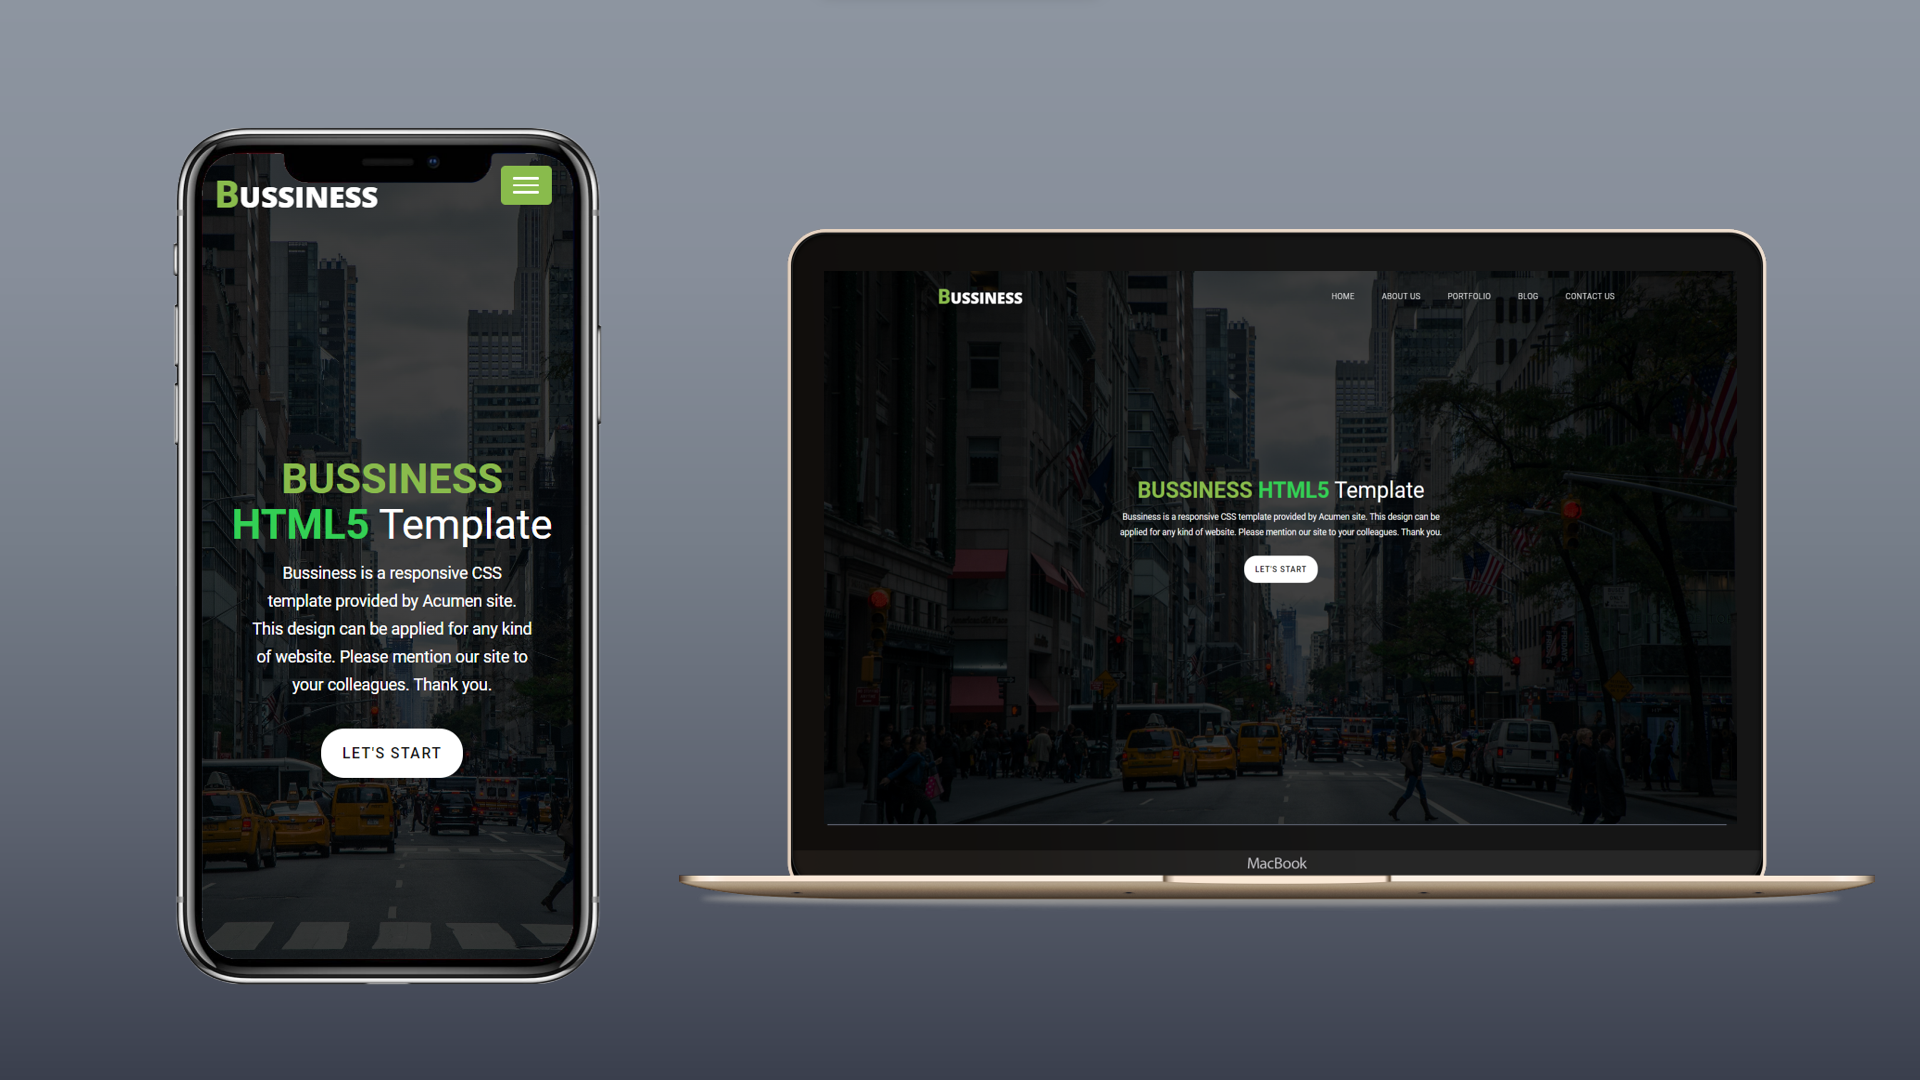 BUSSINESS
BUSSINESS
HTML5 Template
Bussiness is a responsive CSS
template provided by Acumen site.
This design can be applied for any kind
of website. Please mention our site to
your colleagues. Thank you.
LET'S START
BUSSINESS
HOME ABOUT US PORTFOLIO BLOG CONTACT US
BUSSINESS HTML5 Template
Bussiness is a responsive CSS template provided by Acumen site. This design can be
applied for any kind of website. Please mention our site to your colleagues. Thank you.
LET'S START
MacBook